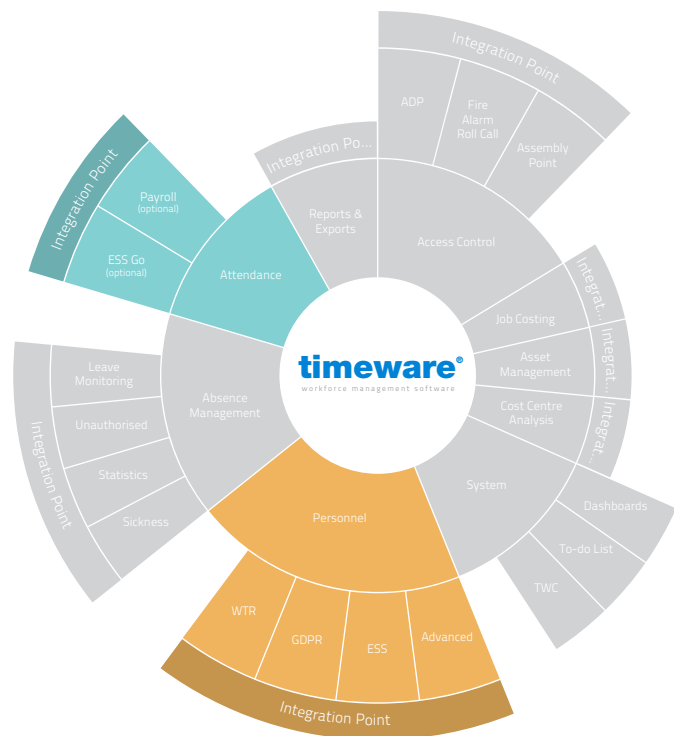 Integration Point
ADP
Fire
Alarm
Roll Call
Assembly
Point
Integration Po...
Reports &
Exports
Access Control
Integration Point
Payroll
(optional)
ESS Go
(optional)
Attendance
Integrat...
Job Costing
Integrat...
Asset
Management
Integrat...
Cost Centre
Analysis
timeware®
workforce management software
Integration Point
Leave
Monitoring
Unauthorised
Statistics
Sickness
Absence
Management
System
Dashboards
To-do List
TWC
Personnel
WTR
GDPR
ESS
Advanced
Integration Point